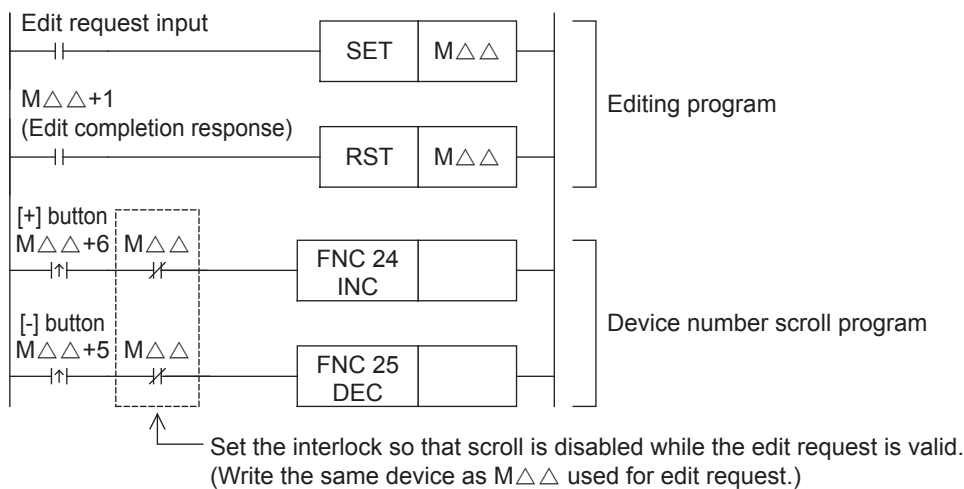 Edit request input
SET M△△
M△△+1
(Edit completion response)
Editing program
RST M△△
[+] button
M△△+6 M△△
FNC 24
INC
[-] button
Device number scroll program
M△△+5 M△△
FNC 25
DEC
Set the interlock so that scroll is disabled while the edit request is valid.
(Write the same device as M△△ used for edit request.)